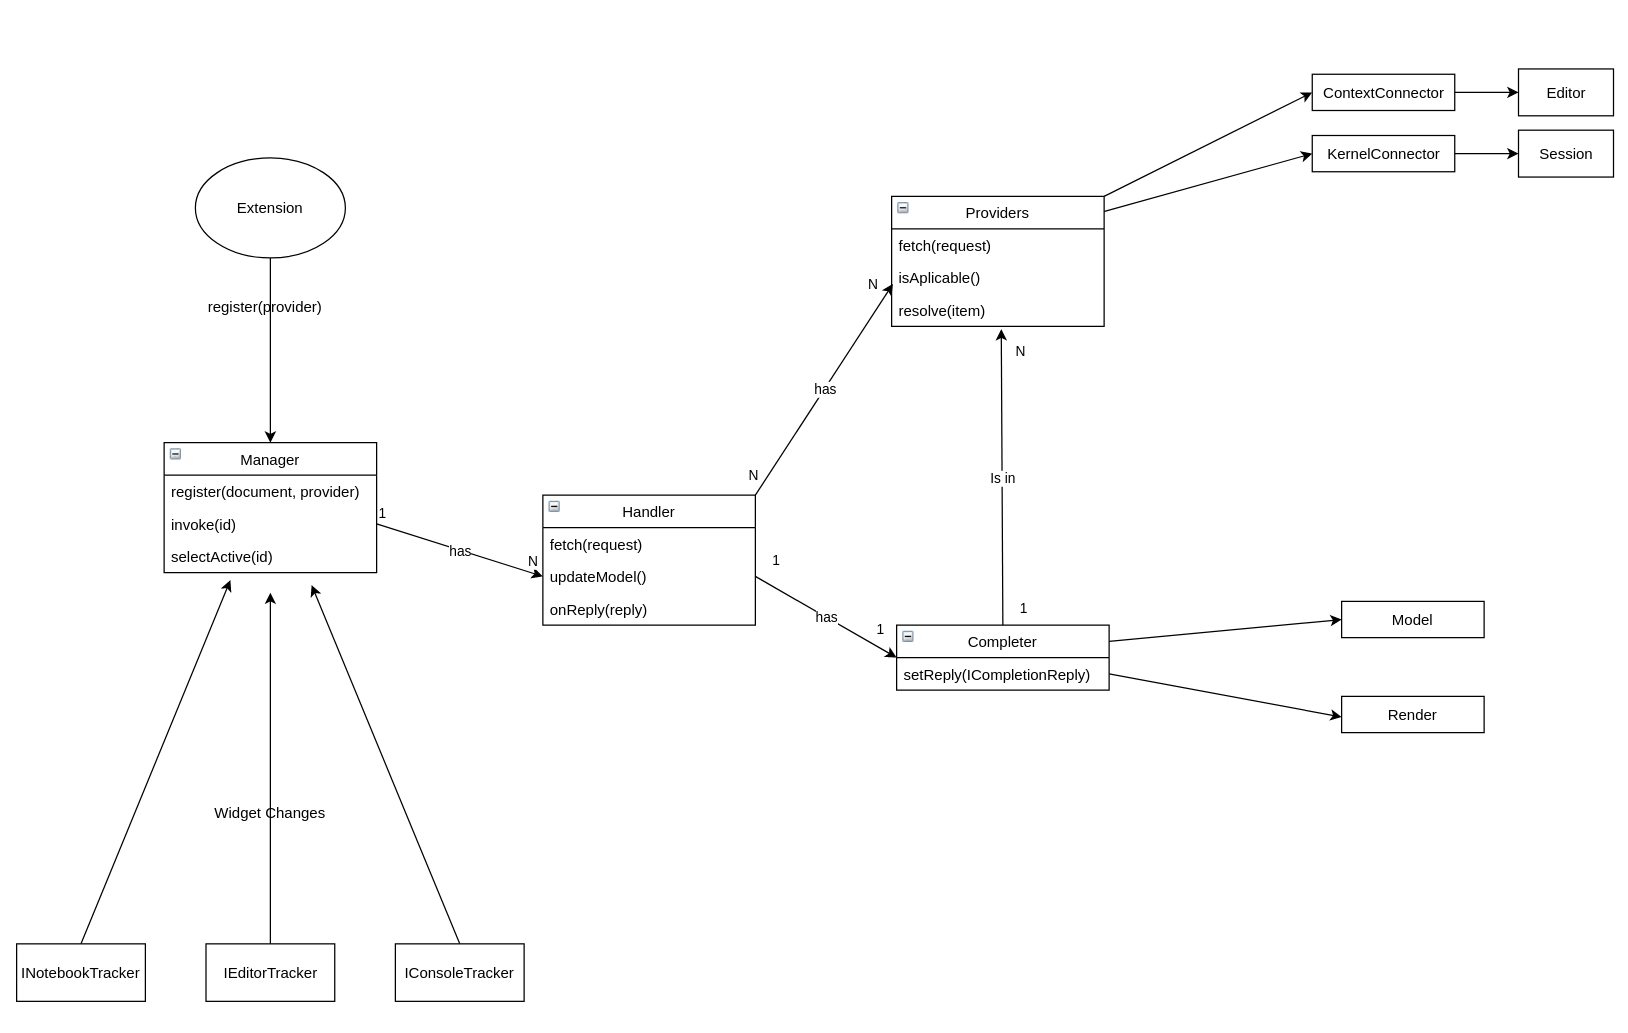 ContextConnector
Editor
KernelConnector
Session
Extension
Providers
fetch(request)
isAplicable()
resolve(item)
N
register(provider)
N
has
Manager
register(document, provider)
invoke(id)
selectActive(id)
1
has
N
N
Handler
fetch(request)
updateModel()
onReply(reply)
Is in
1
has
1
1
Completer
setReply(ICompletionReply)
Model
Render
Widget Changes
INotebookTracker
IEditorTracker
IConsoleTracker